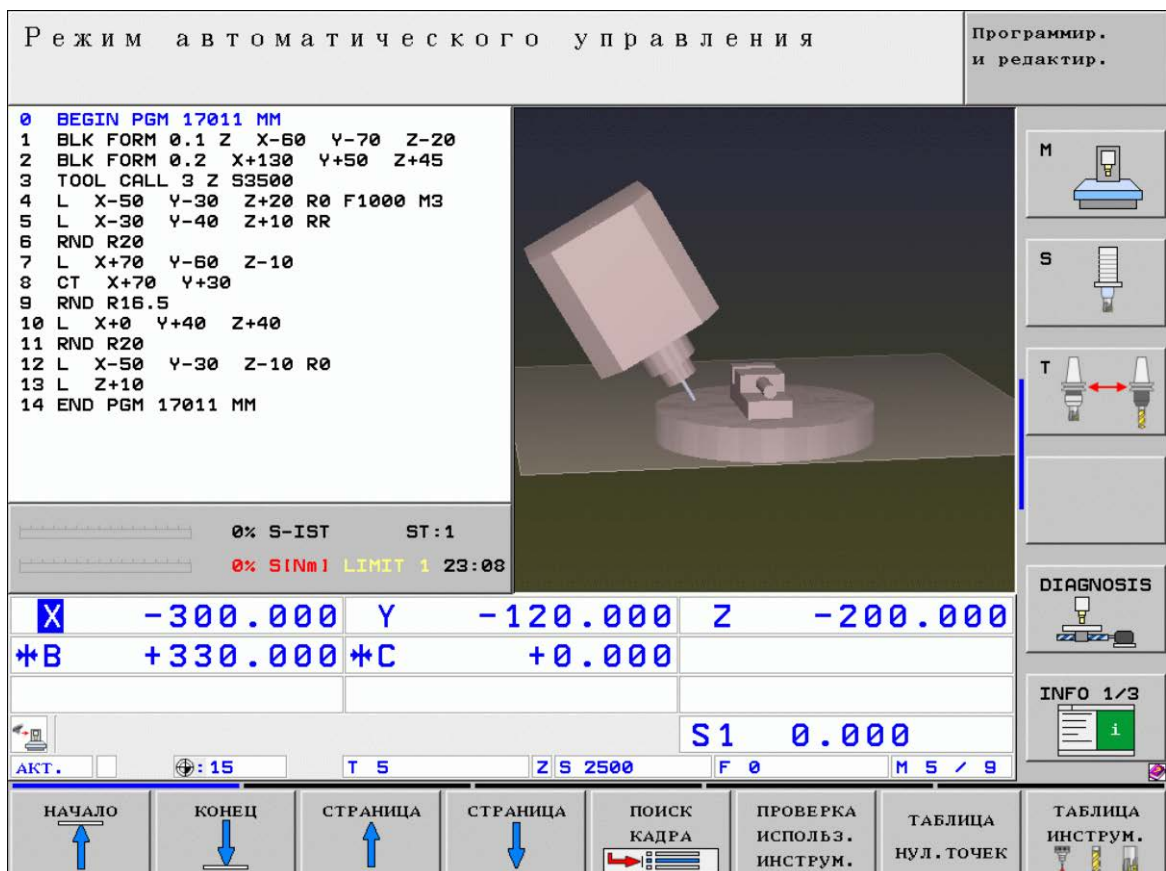 Режим автоматического управления
Программир.
и редактир.
0 BEGIN PGM 17011 MM
1 BLK FORM 0.1 Z X-60 Y-70 Z-20
2 BLK FORM 0.2 X+130 Y+50 Z+45
3 TOOL CALL 3 Z S3500
4 L X-50 Y-30 Z+20 R0 F1000 M3
5 L X-30 Y-40 Z+10 RR
6 RND R20
7 L X+70 Y-60 Z-10
8 CT X+70 Y+30
9 RND R16.5
10 L X+0 Y+40 Z+40
11 RND R20
12 L X-50 Y-30 Z-10 R0
13 L Z+10
14 END PGM 17011 MM
0% S-IST ST:1
0% S[Nm] LIMIT 1 23:08
X -300.000 Y -120.000 Z -200.000
B +330.000 C +0.000
S1 0.000
АКТ. : 15 T 5 Z S 2500 F 0 M 5 / 9
M
S
T
DIAGNOSIS
INFO 1/3
i
НАЧАЛО
КОНЕЦ
СТРАНИЦА
СТРАНИЦА
ПОИСК
КАДРА
ПРОВЕРКА
ИСПОЛЬЗ.
ИНСТРУМ.
ТАБЛИЦА
НУЛ.ТОЧЕК
ТАБЛИЦА
ИНСТРУМ.